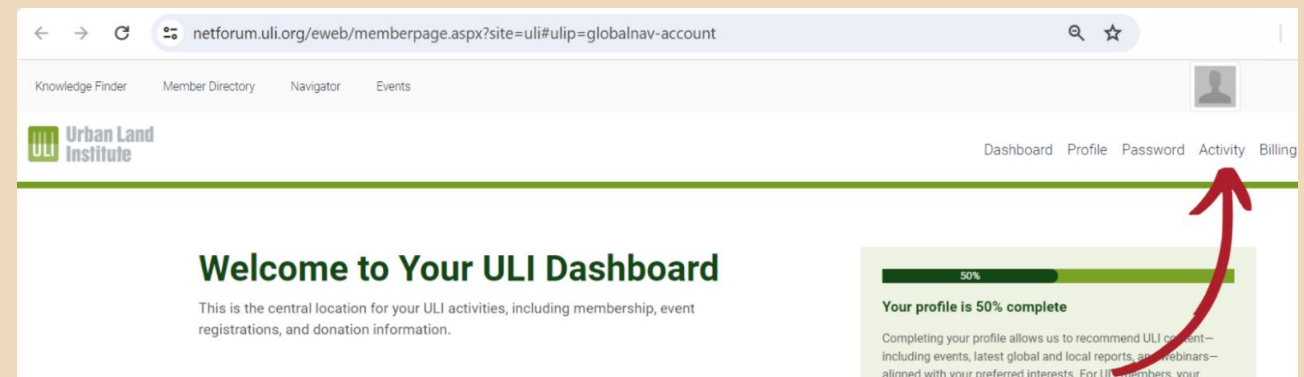 netforum.uli.org/eweb/memberpage.aspx?site=uli#ulip=globalnav-account
Knowledge Finder Member Directory Navigator Events
ULI Urban Land
Institute
Dashboard Profile Password Activity Billing
Welcome to Your ULI Dashboard
This is the central location for your ULI activities, including membership, event
registrations, and donation information.
50%
Your profile is 50% complete
Completing your profile allows us to recommend ULI content—
including events, latest global and local reports, and webinars—
aligned with your preferred interests. For ULI members, your